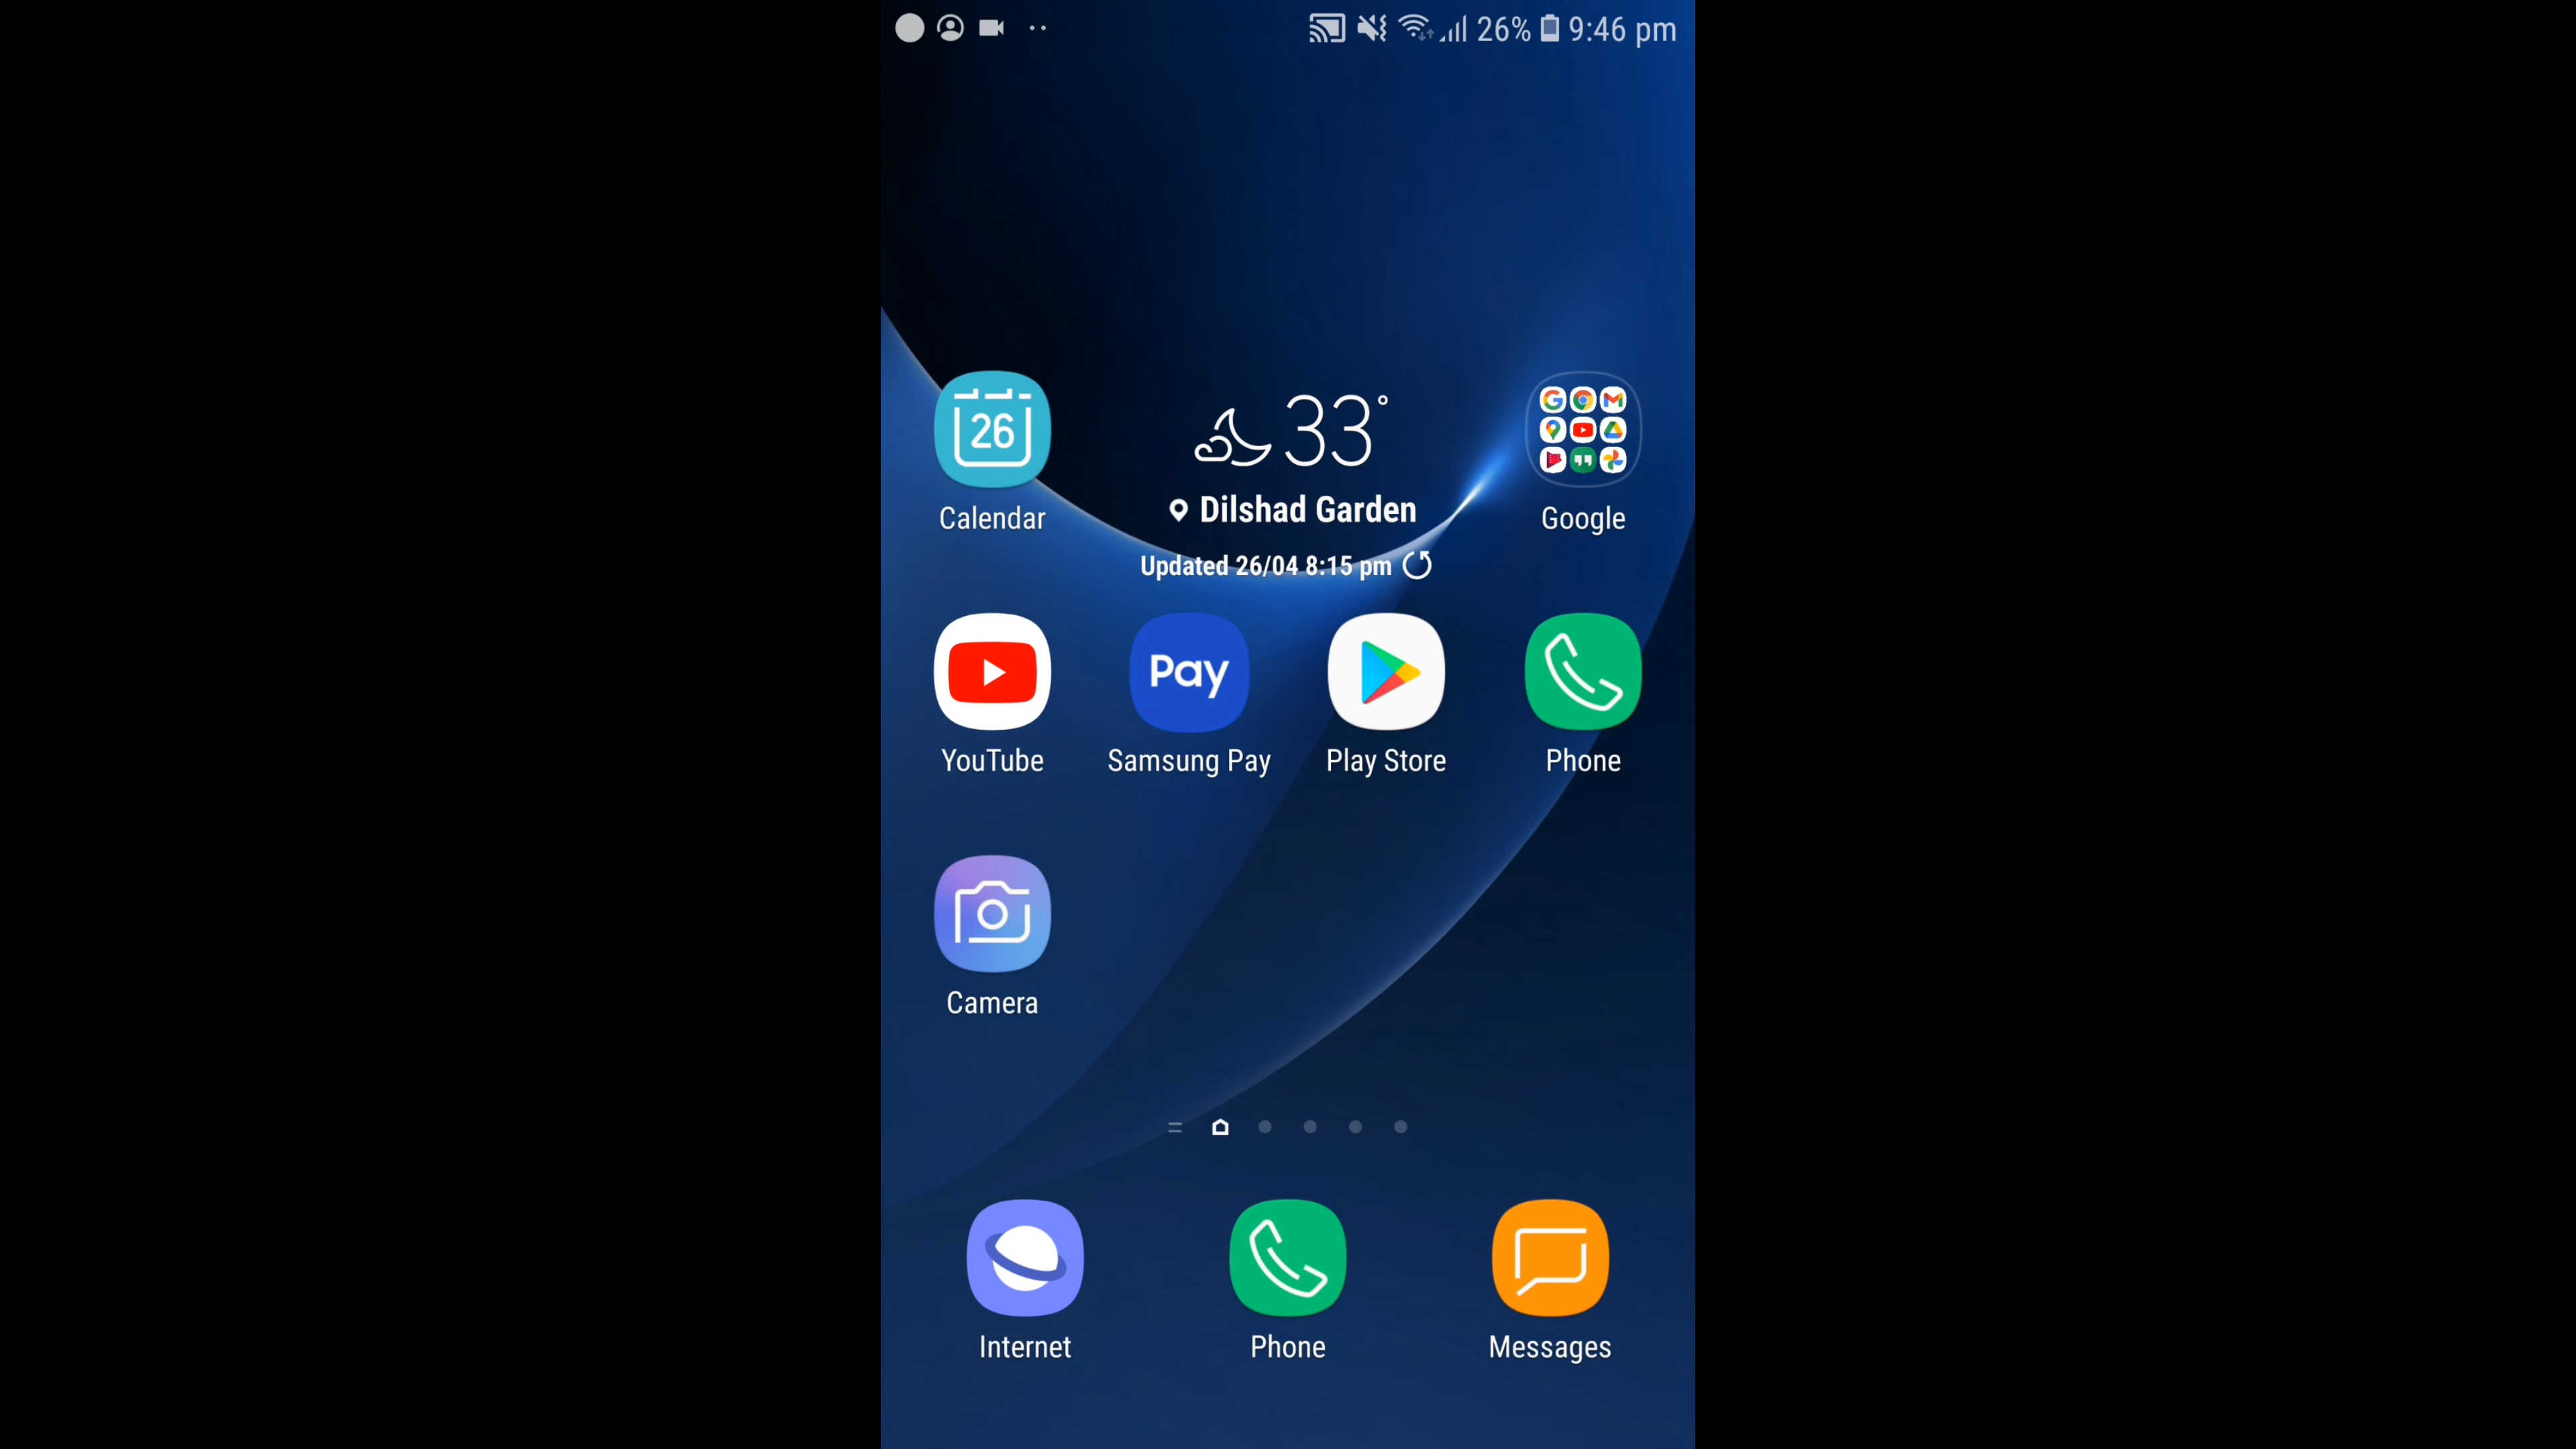 26% 9:46 pm
26
33°
Calendar
Dilshad Garden
Google
Updated 26/04 8:15 pm
Pay
YouTube
Samsung Pay
Play Store
Phone
Camera
Internet
Phone
Messages